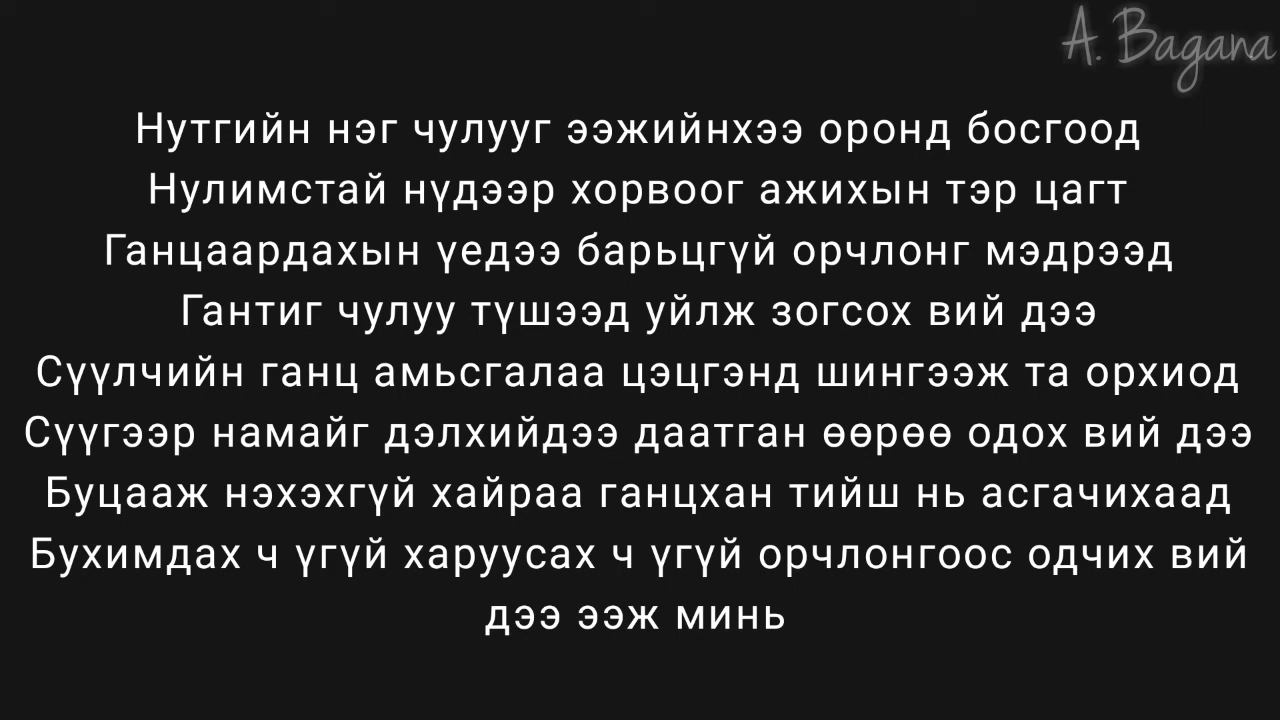 A. Bagana
Нутгийн нэг чулууг ээжийнхээ оронд босгоод
Нулимстай нүдээр хорвоог ажихын тэр цагт
Ганцаардахын үедээ барьцгүй орчлонг мэдрээд
Гантиг чулуу түшээд уйлж зогсох вий дээ
Сүүлчийн ганц амьсгалаа цэцгэнд шингээж та орхиод
Сүүгээр намайг дэлхийдээ даатган өөрөө одох вий дээ
Буцааж нэхэхгүй хайраа ганцхан тийш нь асгачихаад
Бухимдах ч үгүй харуусах ч үгүй орчлонгоос одчих вий
дээ ээж минь